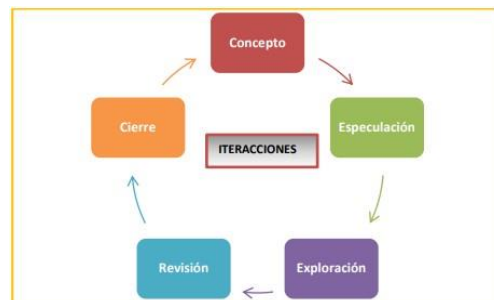 Concepto
Cierre
Especulación
ITERACCIONES
Revisión
Exploración